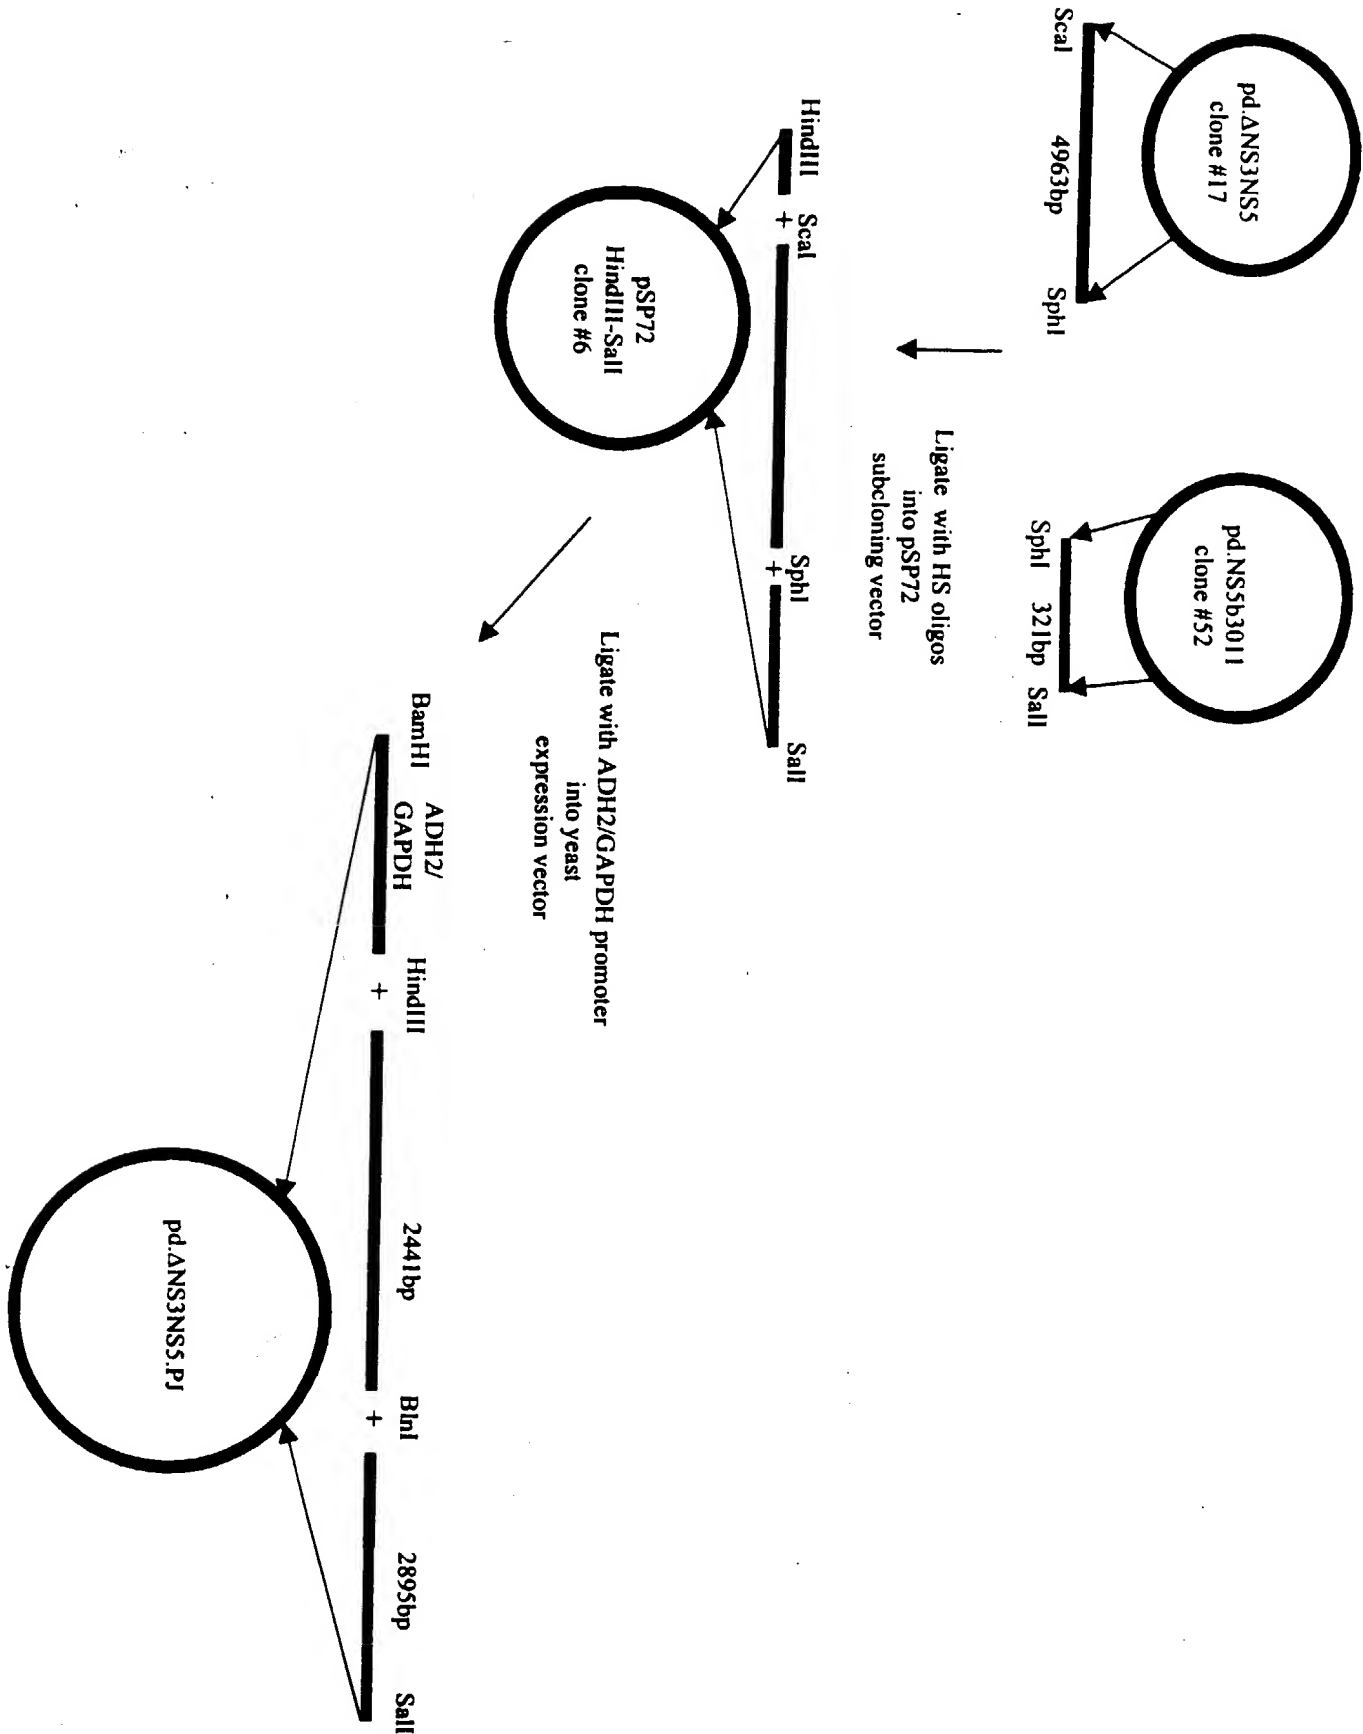 pd.ΔNS3NS5
clone #17
ScaI 4963bp SphI
pd.NS5b3011
clone #52
SphI 321bp SalI
Ligate with HS oligos
into pSP72
subcloning vector
HindIII ScaI SphI SalI
+ +
pSP72
HindIII-SalI
clone #6
Ligate with ADH2/GAPDH promoter
into yeast
expression vector
BamHI ADH2/ HindIII 2441bp BlnI 2895bp SalI
GAPDH + +
pd.ΔNS3NS5.PJ